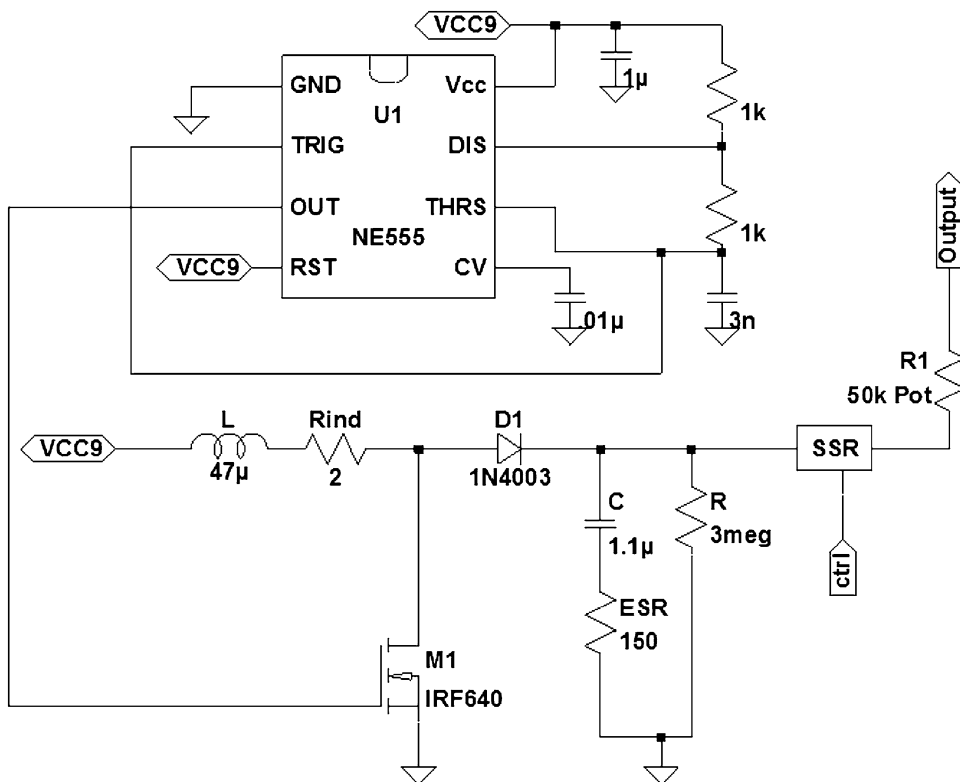 VCC9
GND
Vcc
1µ
U1
1k
TRIG
DIS
OUT
THRS
1k
NE555
VCC9
RST
CV
.01µ
3n
Output
R1
50k Pot
VCC9
L
47µ
Rind
2
D1
1N4003
SSR
C
1.1µ
R
3meg
ctrl
ESR
150
M1
IRF640